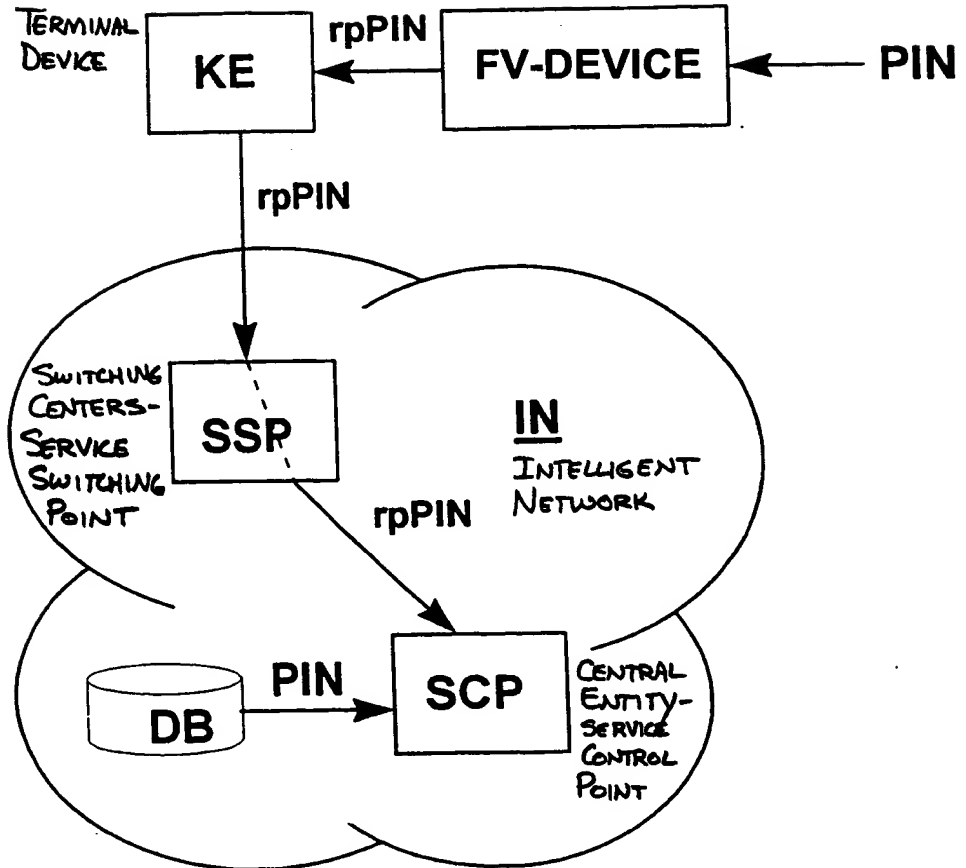 TERMINAL
DEVICE
KE
rpPIN
FV-DEVICE
PIN
rpPIN
SWITCHING
CENTERS-
SERVICE
SWITCHING
POINT
SSP
IN
INTELLIGENT
NETWORK
rpPIN
DB
PIN
SCP
CENTRAL
ENTITY-
SERVICE
CONTROL
POINT